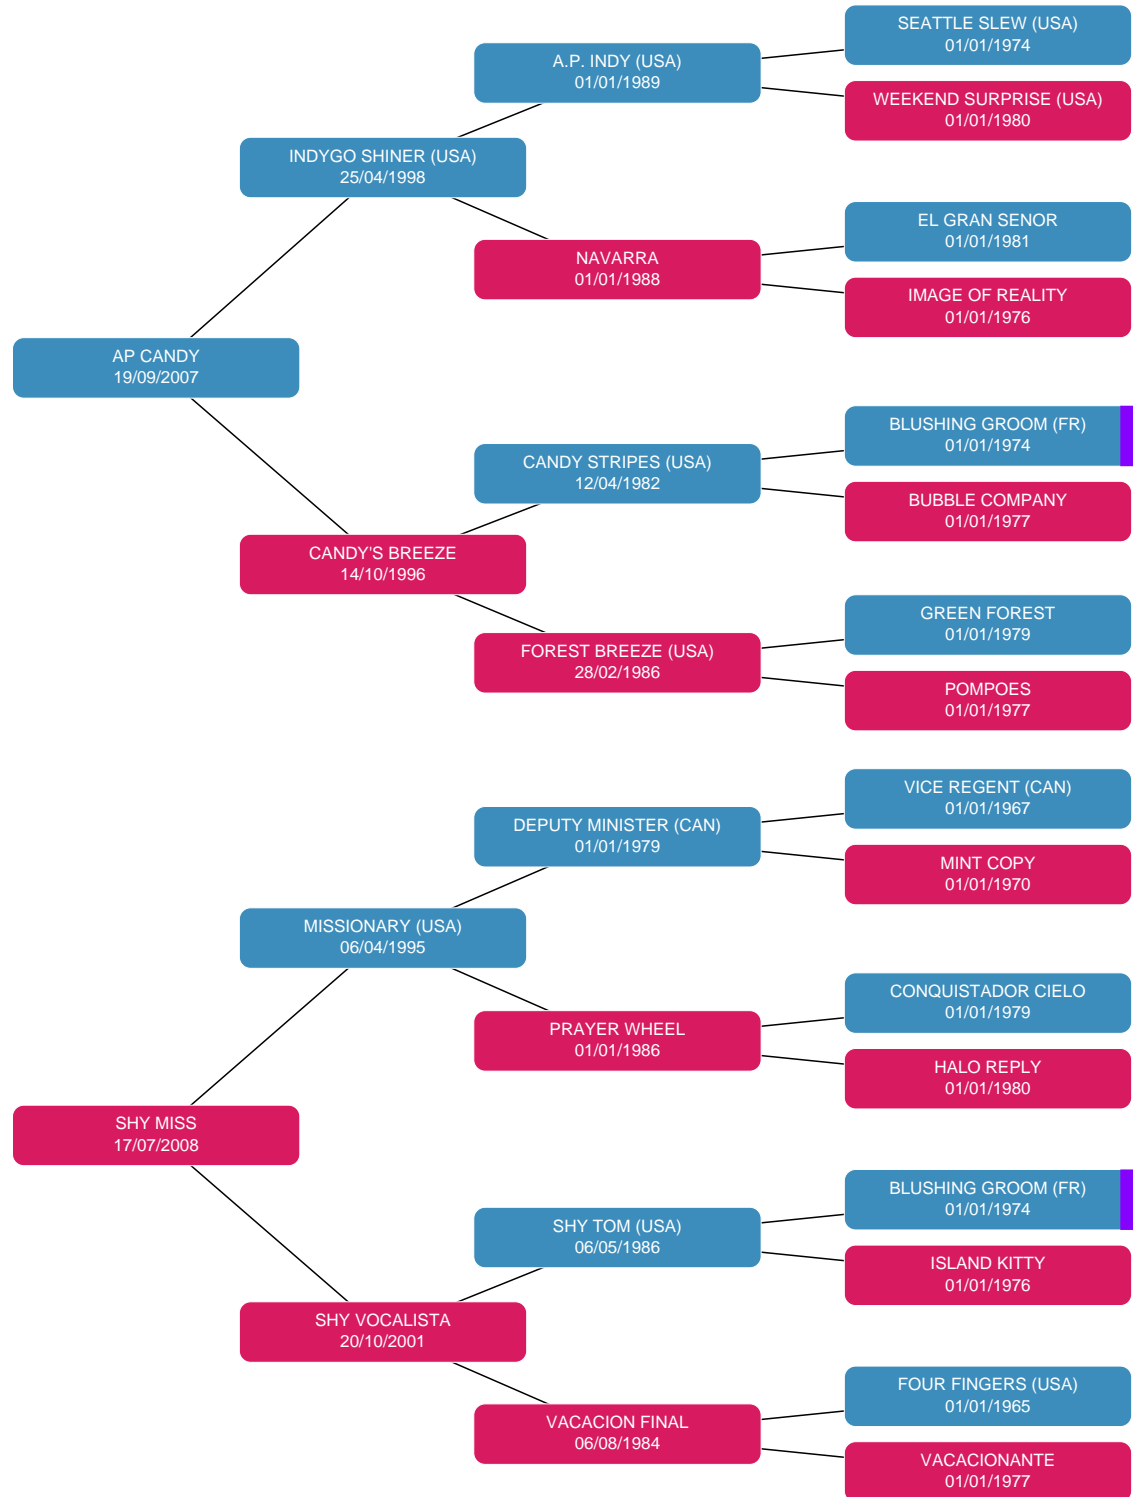 SEATTLE SLEW (USA)
01/01/1974
A.P. INDY (USA)
01/01/1989
WEEKEND SURPRISE (USA)
01/01/1980
INDYGO SHINER (USA)
25/04/1998
EL GRAN SENOR
01/01/1981
NAVARRA
01/01/1988
IMAGE OF REALITY
01/01/1976
AP CANDY
19/09/2007
BLUSHING GROOM (FR)
01/01/1974
CANDY STRIPES (USA)
12/04/1982
BUBBLE COMPANY
01/01/1977
CANDY'S BREEZE
14/10/1996
GREEN FOREST
01/01/1979
FOREST BREEZE (USA)
28/02/1986
POMPOES
01/01/1977
VICE REGENT (CAN)
01/01/1967
DEPUTY MINISTER (CAN)
01/01/1979
MINT COPY
01/01/1970
MISSIONARY (USA)
06/04/1995
CONQUISTADOR CIELO
01/01/1979
PRAYER WHEEL
01/01/1986
HALO REPLY
01/01/1980
SHY MISS
17/07/2008
BLUSHING GROOM (FR)
01/01/1974
SHY TOM (USA)
06/05/1986
ISLAND KITTY
01/01/1976
SHY VOCALISTA
20/10/2001
FOUR FINGERS (USA)
01/01/1965
VACACION FINAL
06/08/1984
VACACIONANTE
01/01/1977